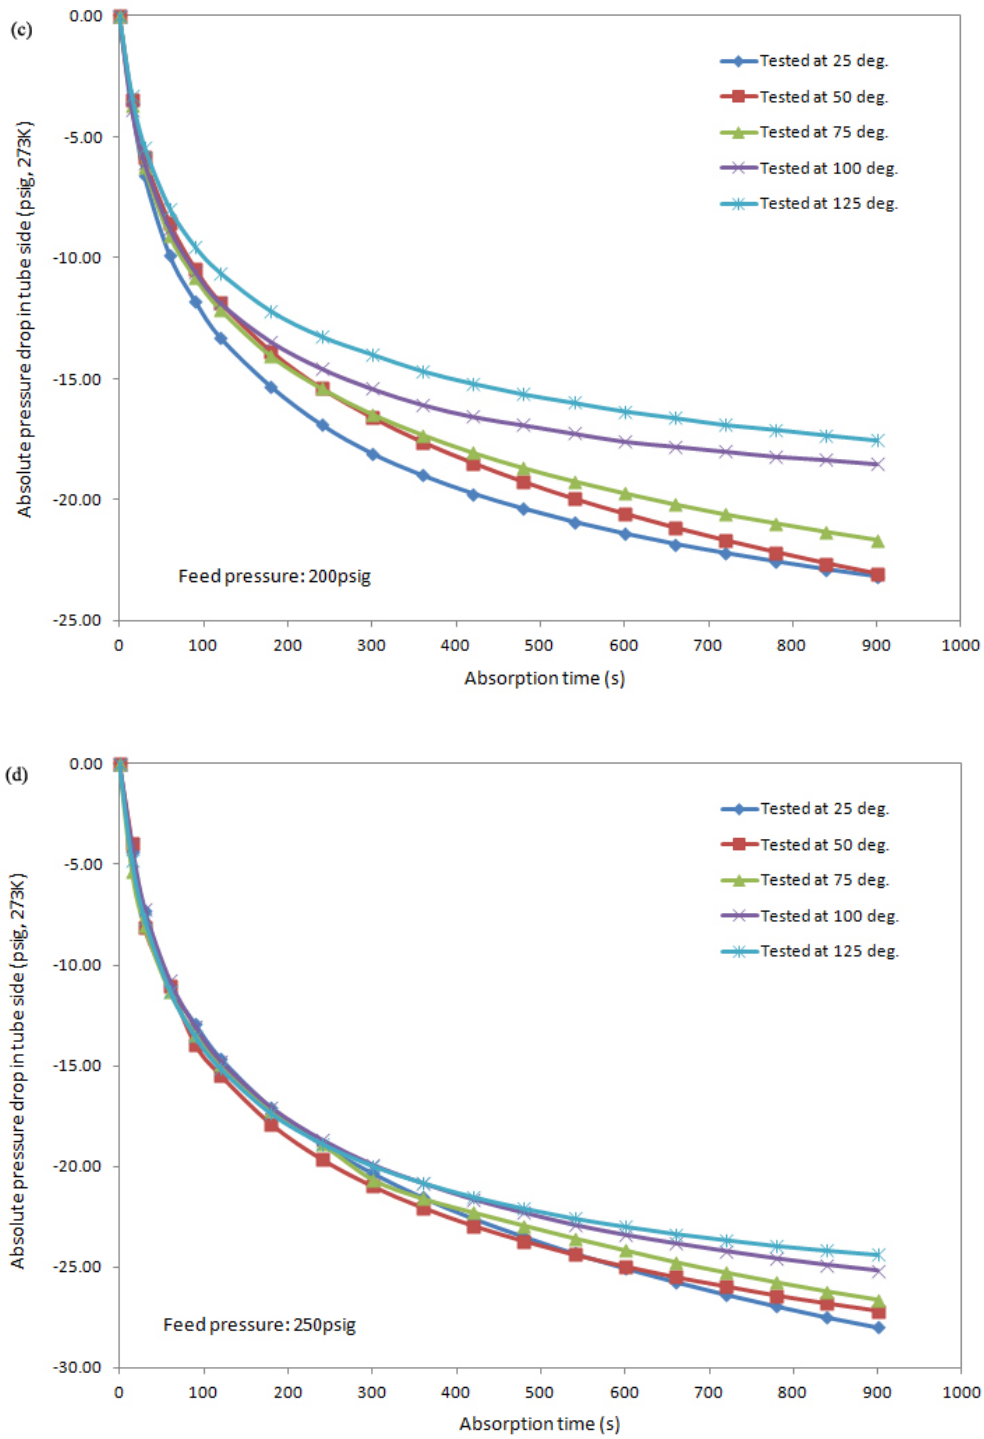 (c)
0.00
-5.00
-10.00
-15.00
-20.00
-25.00
Absolute pressure drop in tube side (psig, 273K)
Tested at 25 deg.
Tested at 50 deg.
Tested at 75 deg.
Tested at 100 deg.
Tested at 125 deg.
Feed pressure: 200psig
0 100 200 300 400 500 600 700 800 900 1000
Absorption time (s)
(d)
0.00
-5.00
-10.00
-15.00
-20.00
-25.00
-30.00
Absolute pressure drop in tube side (psig, 273K)
Tested at 25 deg.
Tested at 50 deg.
Tested at 75 deg.
Tested at 100 deg.
Tested at 125 deg.
Feed pressure: 250psig
0 100 200 300 400 500 600 700 800 900 1000
Absorption time (s)